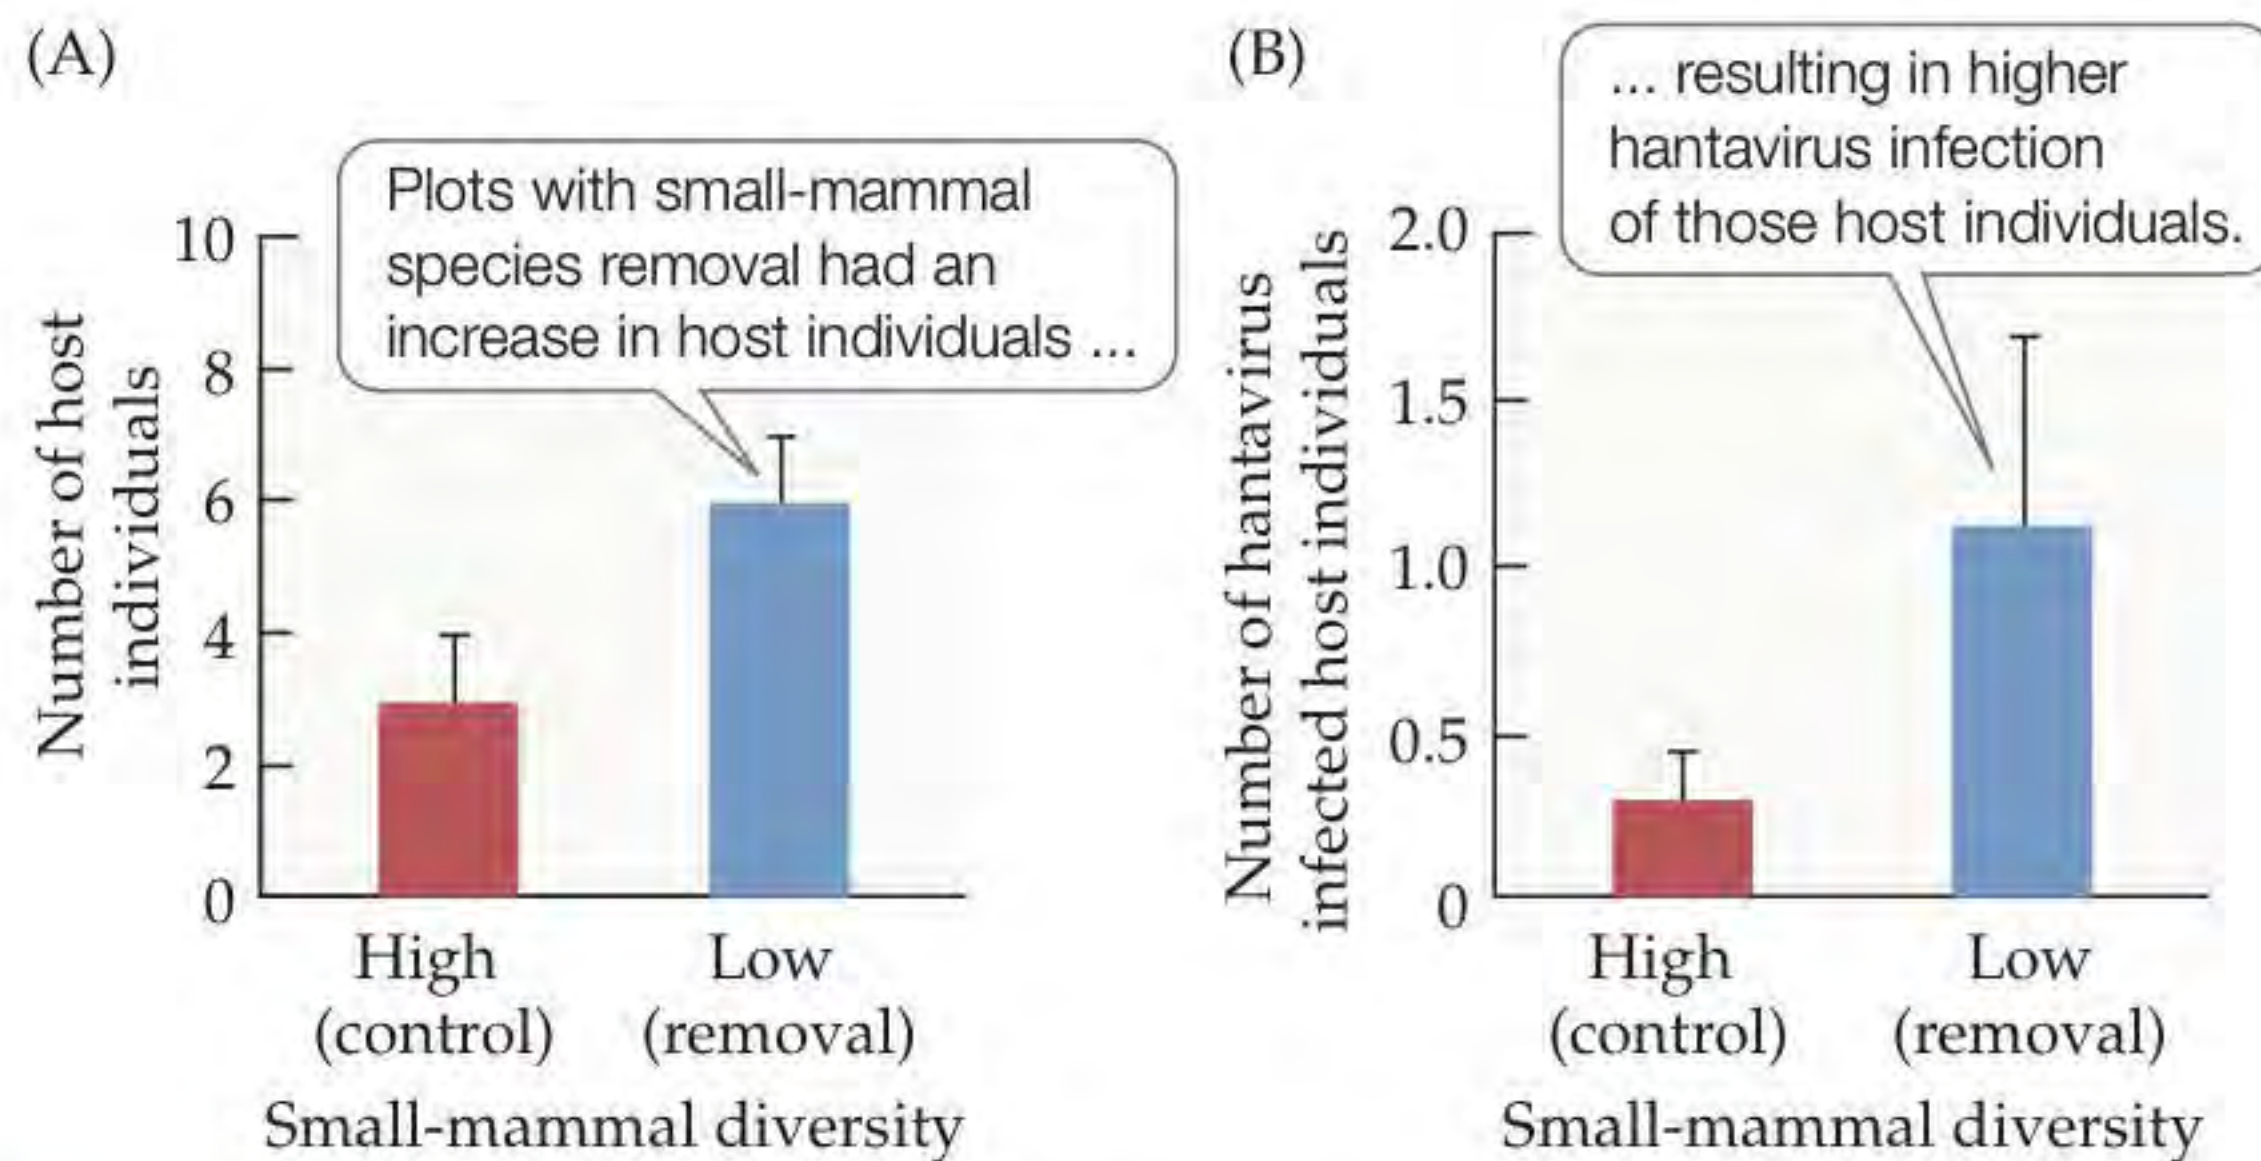 (A)
Plots with small-mammal
species removal had an
increase in host individuals ...
Number of host
individuals
10
8
6
4
2
0
High
(control)
Low
(removal)
Small-mammal diversity
(B)
... resulting in higher
hantavirus infection
of those host individuals.
Number of hantavirus
infected host individuals
2.0
1.5
1.0
0.5
0
High
(control)
Low
(removal)
Small-mammal diversity